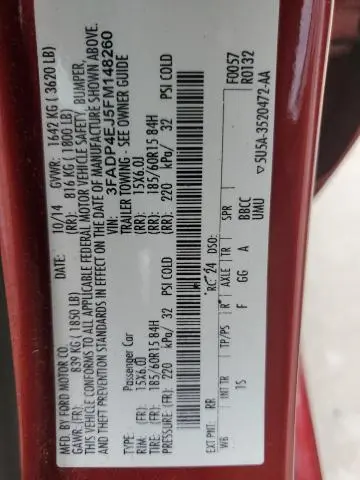 MFD. BY FORD MOTOR CO. DATE: 10/14 GVWR: 1642 KG ( 3620 LB)
GAWR: (FR): 839 KG ( 1850 LB) (RR): 816 KG ( 1800 LB)
THIS VEHICLE CONFORMS TO ALL APPLICABLE FEDERAL MOTOR VEHICLE SAFETY, BUMPER,
AND THEFT PREVENTION STANDARDS IN EFFECT ON THE DATE OF MANUFACTURE SHOWN ABOVE.
VIN: 3FADP4EJ5FM148260
TYPE: Passenger Car TRAILER TOWING - SEE OWNER GUIDE
RIM: (FR): 15X6.0J (RR): 15X6.0J
TIRE: (FR): 185/60R15 84H (RR): 185/60R15 84H
PRESSURE: (FR): 220 kPa/ 32 PSI COLD (RR): 220 kPa/ 32 PSI COLD
F0057
R0132
EXT PNT: RR RC: 24 DSO:
WB INT TR TP/PS R AXLE TR SPR
15 F GG A BBCC
UMU
▽5U5A-3520472-AA